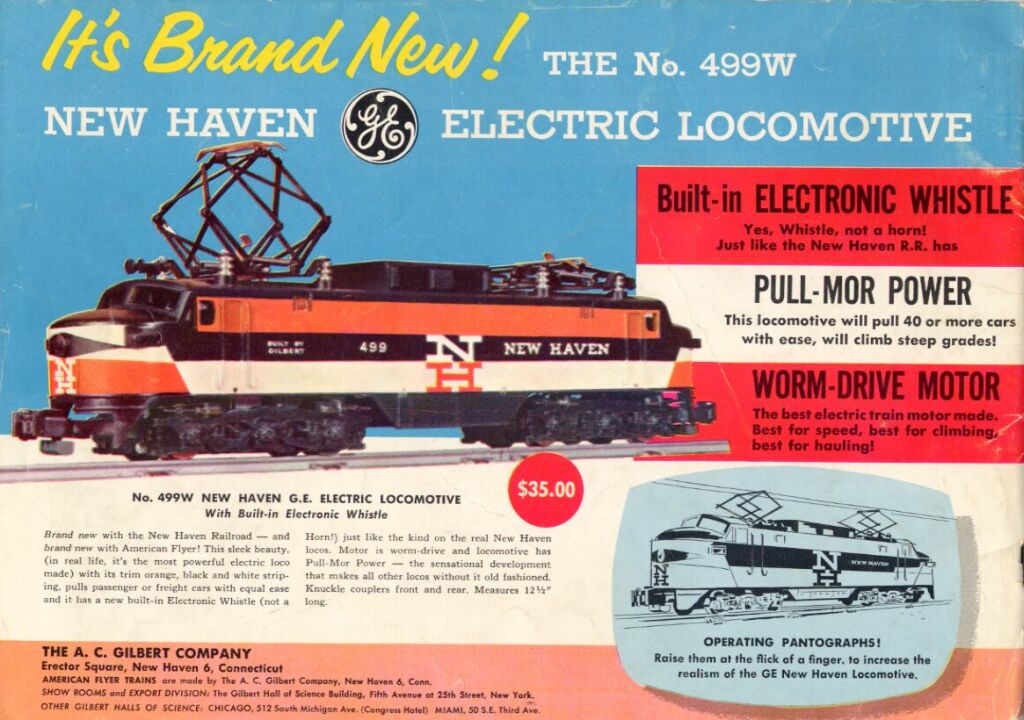 It's Brand New! THE No. 499W
NEW HAVEN GE ELECTRIC LOCOMOTIVE
Built-in ELECTRONIC WHISTLE
Yes, Whistle, not a horn!
Just like the New Haven R.R. has
PULL-MOR POWER
This locomotive will pull 40 or more cars
with ease, will climb steep grades!
WORM-DRIVE MOTOR
The best electric train motor made.
Best for speed, best for climbing,
best for hauling!
BUILT BY
GILBERT
499
N
H
NEW HAVEN
N
H
$35.00
No. 499W NEW HAVEN G.E. ELECTRIC LOCOMOTIVE
With Built-in Electronic Whistle
Brand new with the New Haven Railroad — and
brand new with American Flyer! This sleek beauty,
(in real life, it's the most powerful electric loco
made) with its trim orange, black and white strip-
ing, pulls passenger or freight cars with equal ease
and it has a new built-in Electronic Whistle (not a
Horn!) just like the kind on the real New Haven
locos. Motor is worm-drive and locomotive has
Pull-Mor Power — the sensational development
that makes all other locos without it old fashioned.
Knuckle couplers front and rear. Measures 12½"
long.
N
H
NEW HAVEN
N
H
OPERATING PANTOGRAPHS!
Raise them at the flick of a finger, to increase the
realism of the GE New Haven Locomotive.
THE A. C. GILBERT COMPANY
Erector Square, New Haven 6, Connecticut
AMERICAN FLYER TRAINS are made by The A. C. Gilbert Company, New Haven 6, Conn.
SHOW ROOMS and EXPORT DIVISION: The Gilbert Hall of Science Building, Fifth Avenue at 25th Street, New York.
OTHER GILBERT HALLS OF SCIENCE: CHICAGO, 512 South Michigan Ave. (Congress Hotel) MIAMI, 50 S.E. Third Ave.